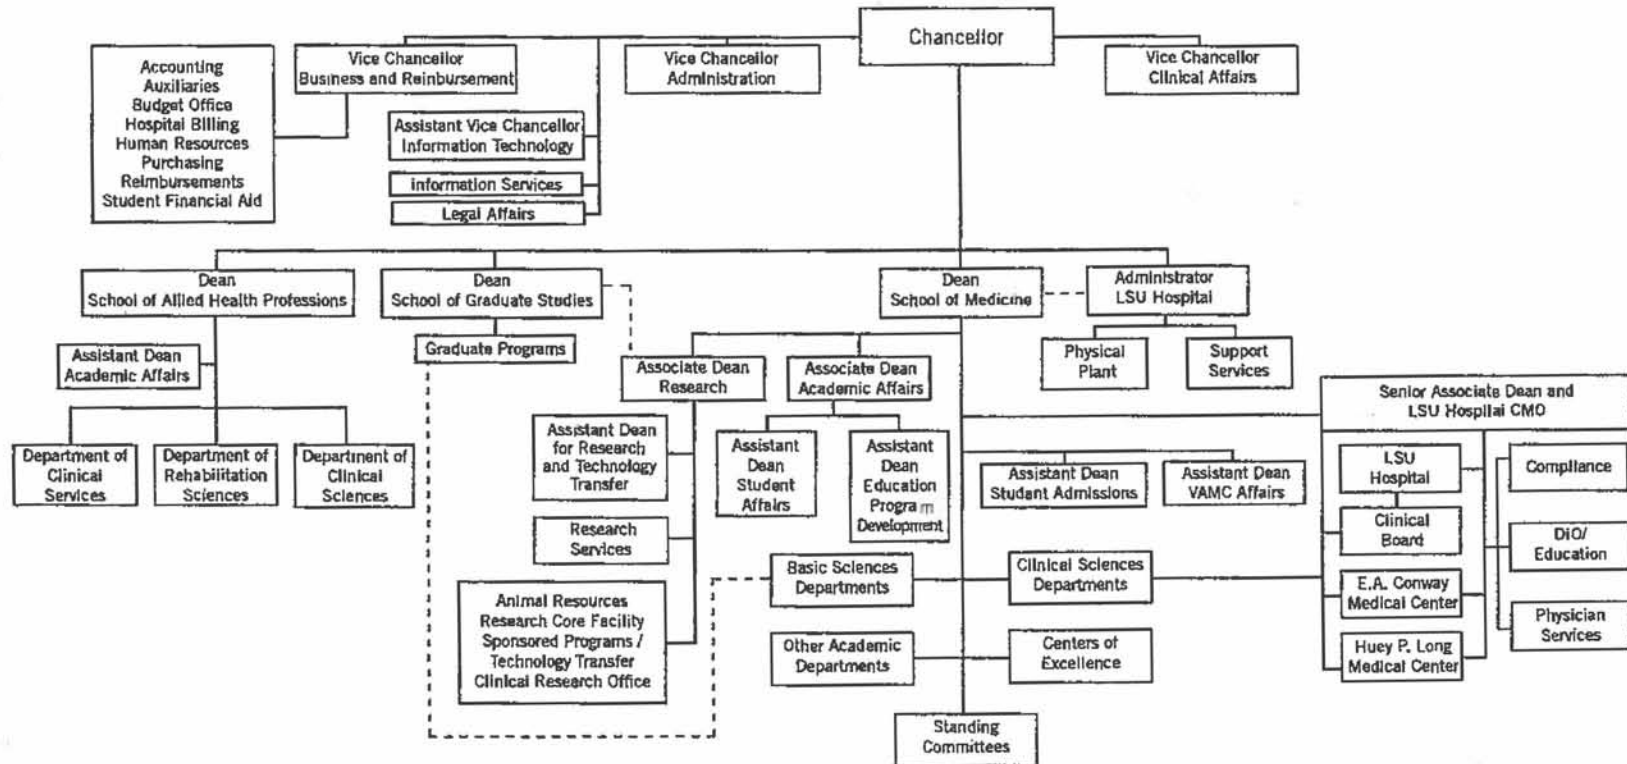 Chancellor
Vice Chancellor
Business and Reimbursement
Vice Chancellor
Administration
Vice Chancellor
Clinical Affairs
Accounting
Auxiliaries
Budget Office
Hospital Billing
Human Resources
Purchasing
Reimbursements
Student Financial Aid
Assistant Vice Chancellor
Information Technology
Information Services
Legal Affairs
Dean
School of Allied Health Professions
Dean
School of Graduate Studies
Dean
School of Medicine
Administrator
LSU Hospital
Graduate Programs
Physical
Plant
Support
Services
Assistant Dean
Academic Affairs
Associate Dean
Research
Associate Dean
Academic Affairs
Senior Associate Dean and
LSU Hospital CMO
Department of
Clinical
Services
Department of
Rehabilitation
Sciences
Department of
Clinical
Sciences
Assistant Dean
for Research
and Technology
Transfer
Assistant
Dean
Student
Affairs
Assistant
Dean
Education
Program
Development
Assistant Dean
Student Admissions
Assistant Dean
VAMC Affairs
LSU
Hospital
Compliance
Research
Services
Clinical
Board
DiO/
Education
Basic Sciences
Departments
Clinical Sciences
Departments
E.A. Conway
Medical Center
Physician
Services
Animal Resources
Research Core Facility
Sponsored Programs /
Technology Transfer
Clinical Research Office
Other Academic
Departments
Centers of
Excellence
Huey P. Long
Medical Center
Standing
Committees